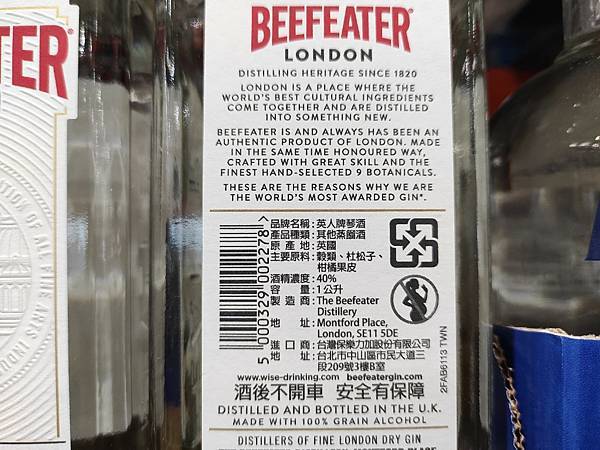 TER
BEEFEATER®
LONDON
DISTILLING HERITAGE SINCE 1820
LONDON IS A PLACE WHERE THE
WORLD'S BEST CULTURAL INGREDIENTS
COME TOGETHER AND ARE DISTILLED
INTO SOMETHING NEW.
BEEFEATER IS AND ALWAYS HAS BEEN AN
AUTHENTIC PRODUCT OF LONDON. MADE
IN THE SAME TIME HONOURED WAY,
CRAFTED WITH GREAT SKILL AND THE
FINEST HAND-SELECTED 9 BOTANICALS.
THESE ARE THE REASONS WHY WE ARE
THE WORLD'S MOST AWARDED GIN*.
品牌名稱:英人牌琴酒
產品種類:其他蒸餾酒
原產地:英國
主要原料:穀類、杜松子、
柑橘果皮
酒精濃度:40%
容量:1公升
製造商:The Beefeater
Distillery
地址:Montford Place,
London, SE11 5DE
進口商:台灣保樂力加股份有限公司
地址:台北市中山區市民大道三
段209號3樓B室
5 000329 002278 >
2FAB6113 TWN
www.wise-drinking.com beefeatergin.com
酒後不開車 安全有保障
DISTILLED AND BOTTLED IN THE U.K.
MADE WITH 100% GRAIN ALCOHOL
DISTILLERS OF FINE LONDON DRY GIN